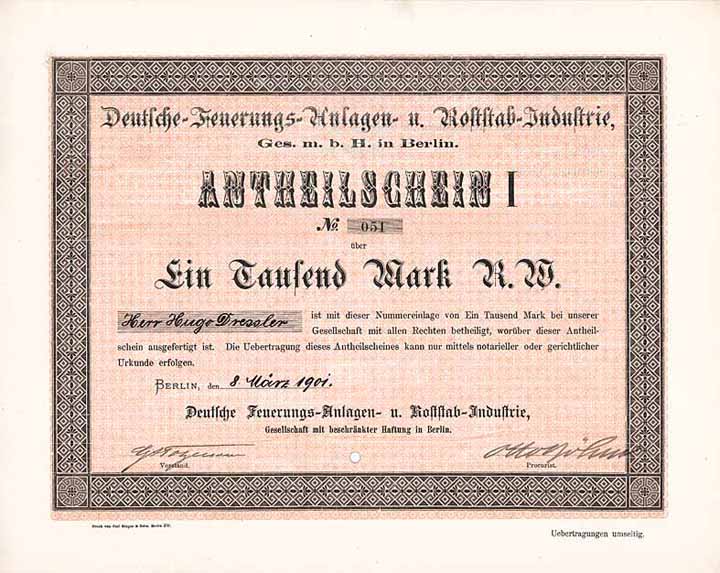 Deutsche-Feuerungs-Anlagen- u. Roststab-Industrie,
Ges. m. b. H. in Berlin.
ANTHEILSCHEIN I
No. 051
über
Ein Tausend Mark R. W.
Herr Hugo Dressler ist mit dieser Nummereinlage von Ein Tausend Mark bei unserer
Gesellschaft mit allen Rechten betheiligt, worüber dieser Antheil-
schein ausgefertigt ist. Die Uebertragung dieses Antheilscheines kann nur mittels notarieller oder gerichtlicher
Urkunde erfolgen.
BERLIN, den 8. März 1901.
Deutsche Feuerungs-Anlagen- u. Roststab-Industrie,
Gesellschaft mit beschränkter Haftung in Berlin.
Vorstand.
Procurist.
Uebertragungen umseitig.